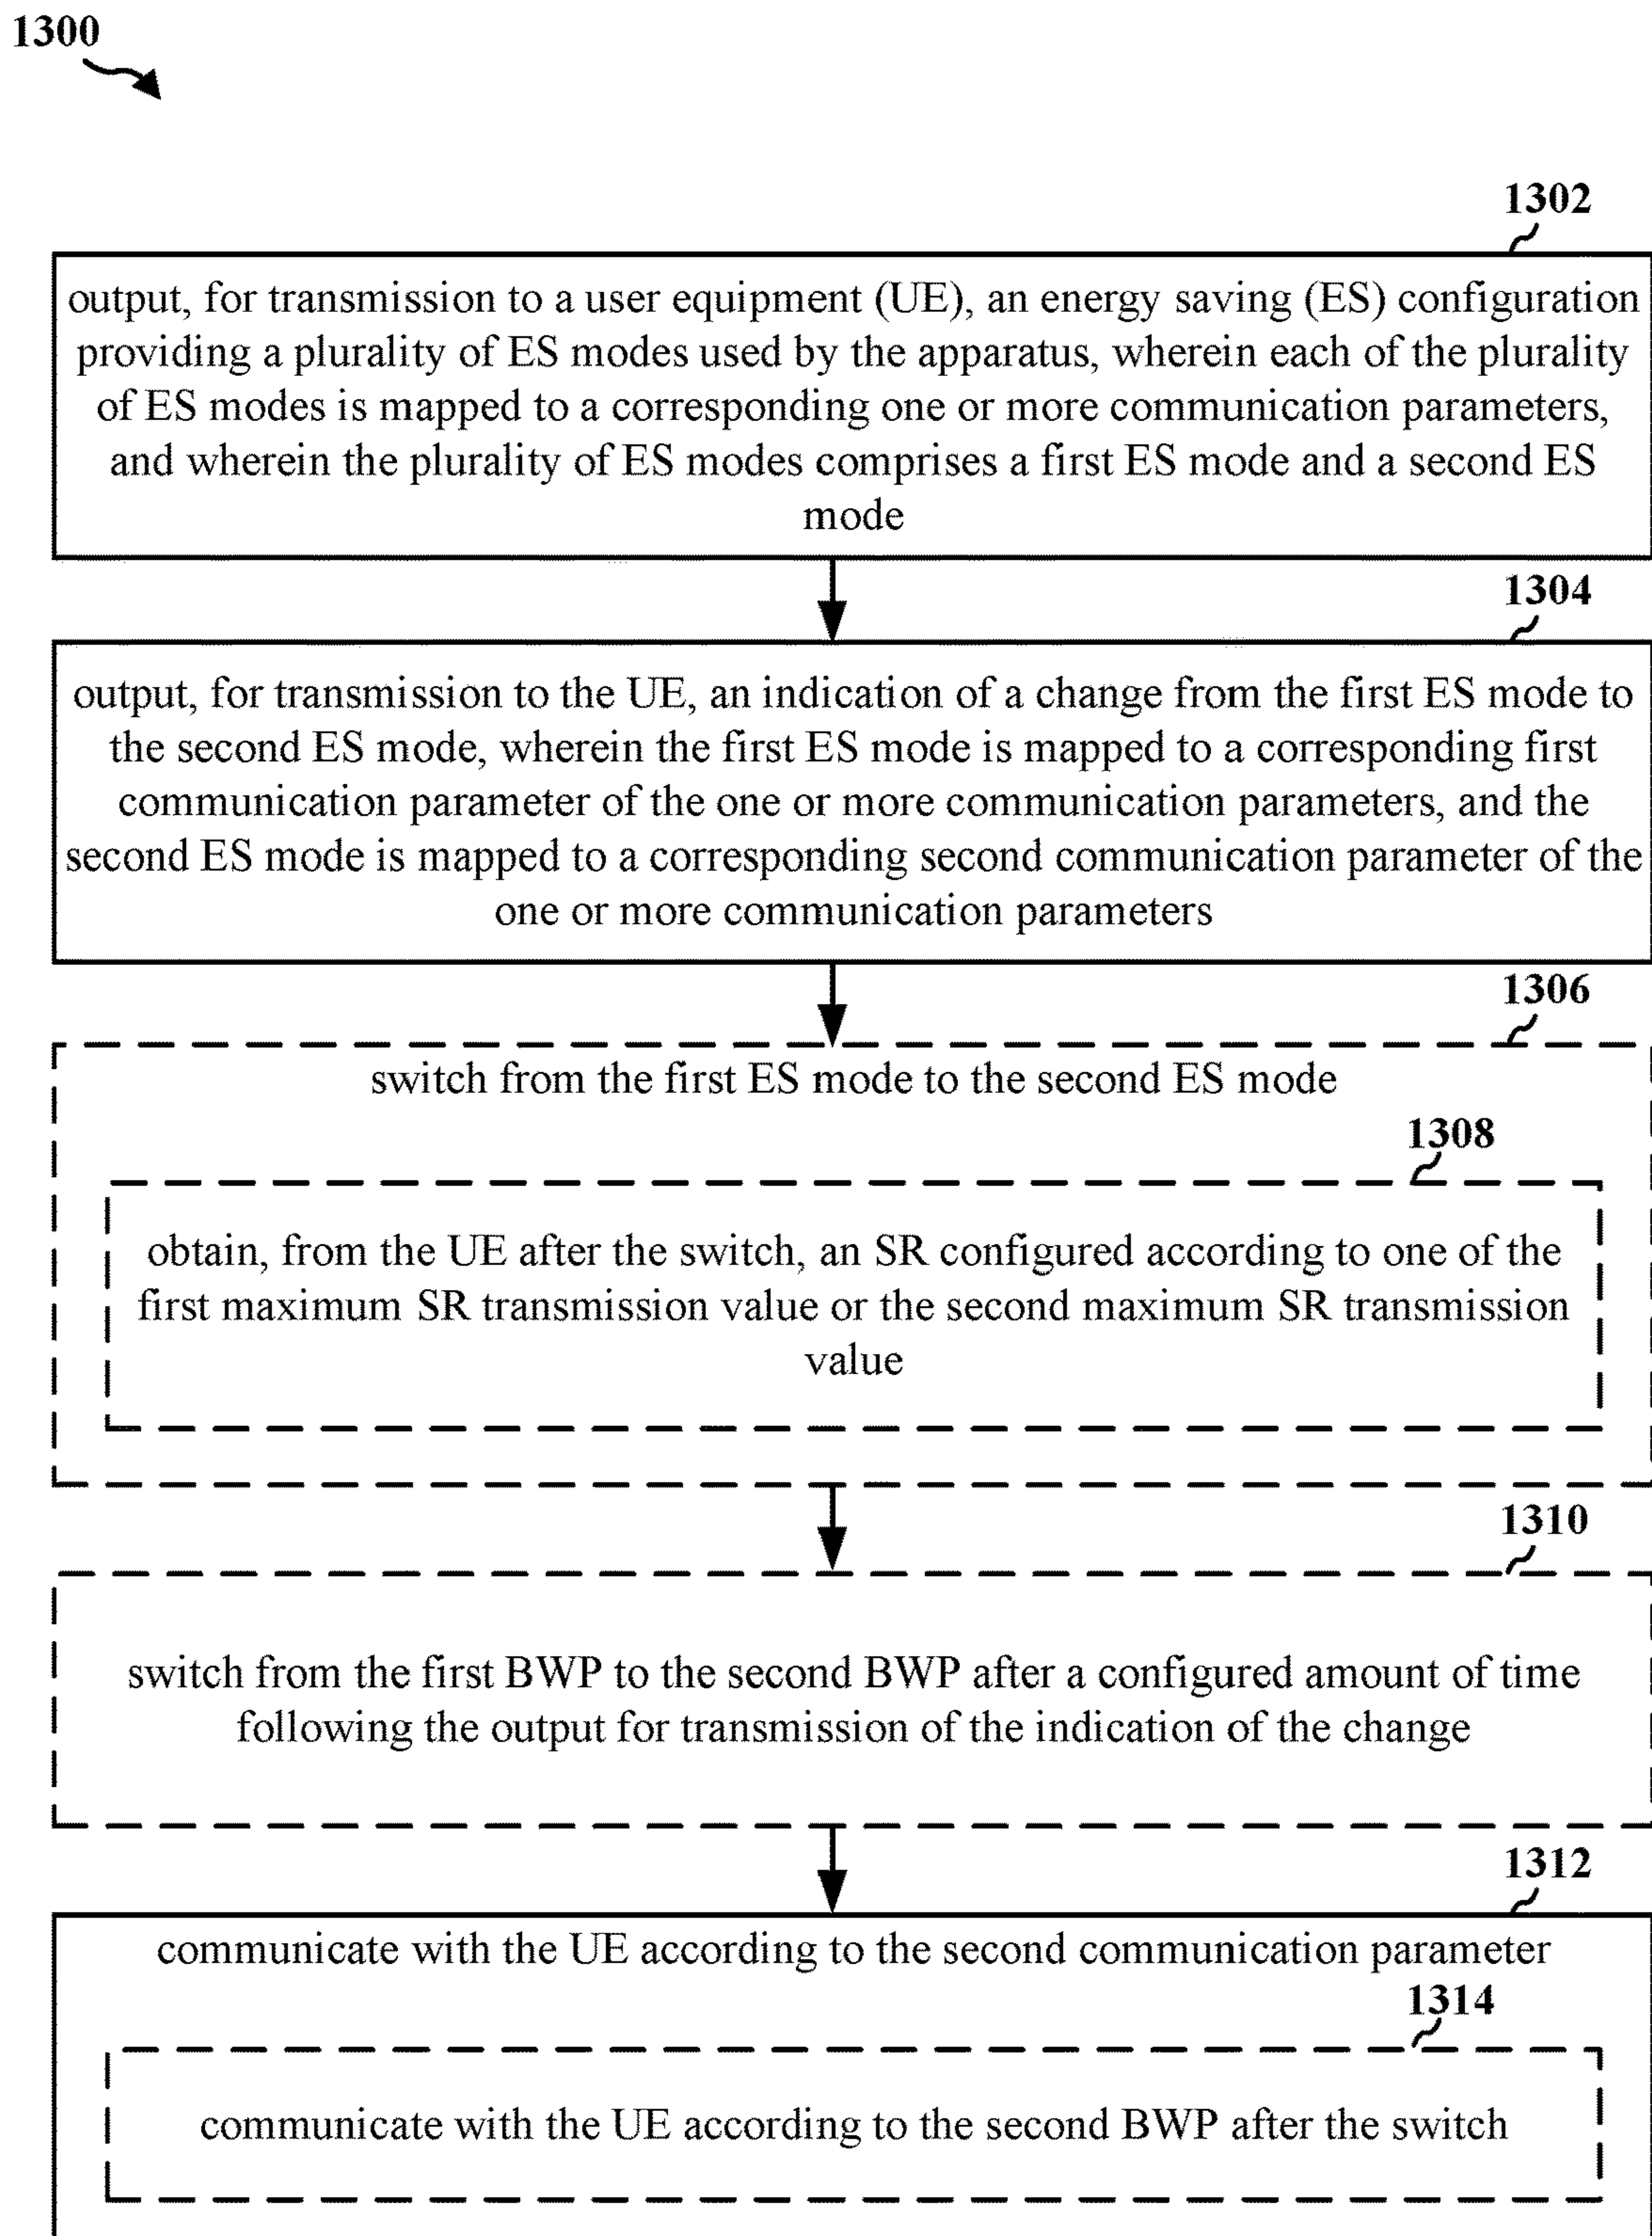 1300
1302
output, for transmission to a user equipment (UE), an energy saving (ES) configuration
providing a plurality of ES modes used by the apparatus, wherein each of the plurality
of ES modes is mapped to a corresponding one or more communication parameters,
and wherein the plurality of ES modes comprises a first ES mode and a second ES
mode
1304
output, for transmission to the UE, an indication of a change from the first ES mode to
the second ES mode, wherein the first ES mode is mapped to a corresponding first
communication parameter of the one or more communication parameters, and the
second ES mode is mapped to a corresponding second communication parameter of the
one or more communication parameters
1306
switch from the first ES mode to the second ES mode
1308
obtain, from the UE after the switch, an SR configured according to one of the
first maximum SR transmission value or the second maximum SR transmission
value
1310
switch from the first BWP to the second BWP after a configured amount of time
following the output for transmission of the indication of the change
1312
communicate with the UE according to the second communication parameter
1314
communicate with the UE according to the second BWP after the switch